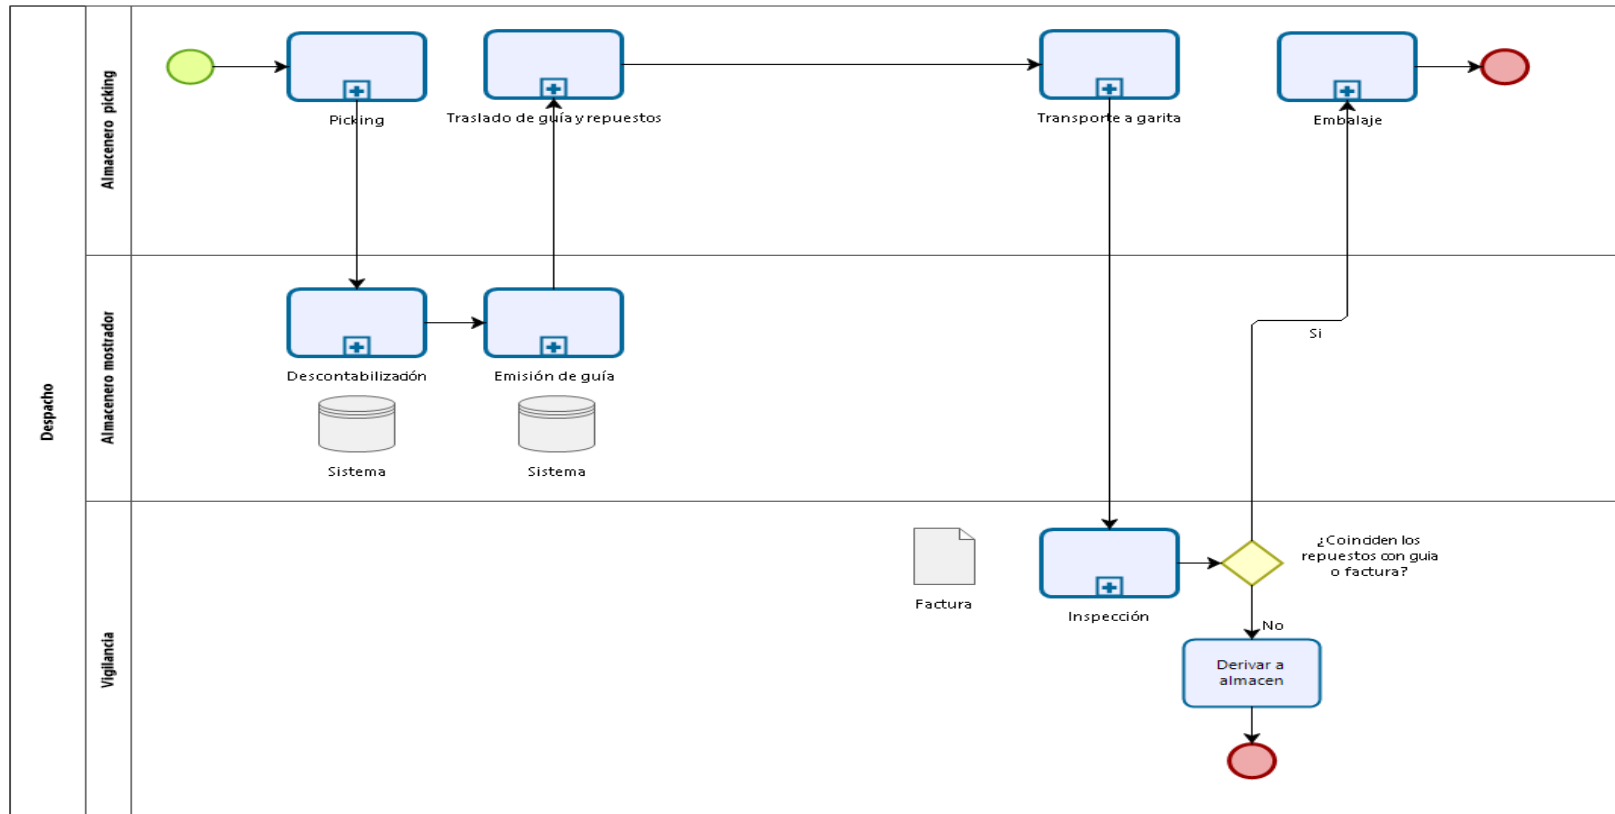 Despacho
Almacenero picking
Picking
Traslado de guía y repuestos
Transporte a garita
Embalaje
Almacenero mostrador
Descontabilización
Emisión de guía
Si
Sistema
Sistema
Vigilancia
Factura
Inspección
¿Coinciden los
repuestos con guia
o factura?
No
Derivar a
almacen